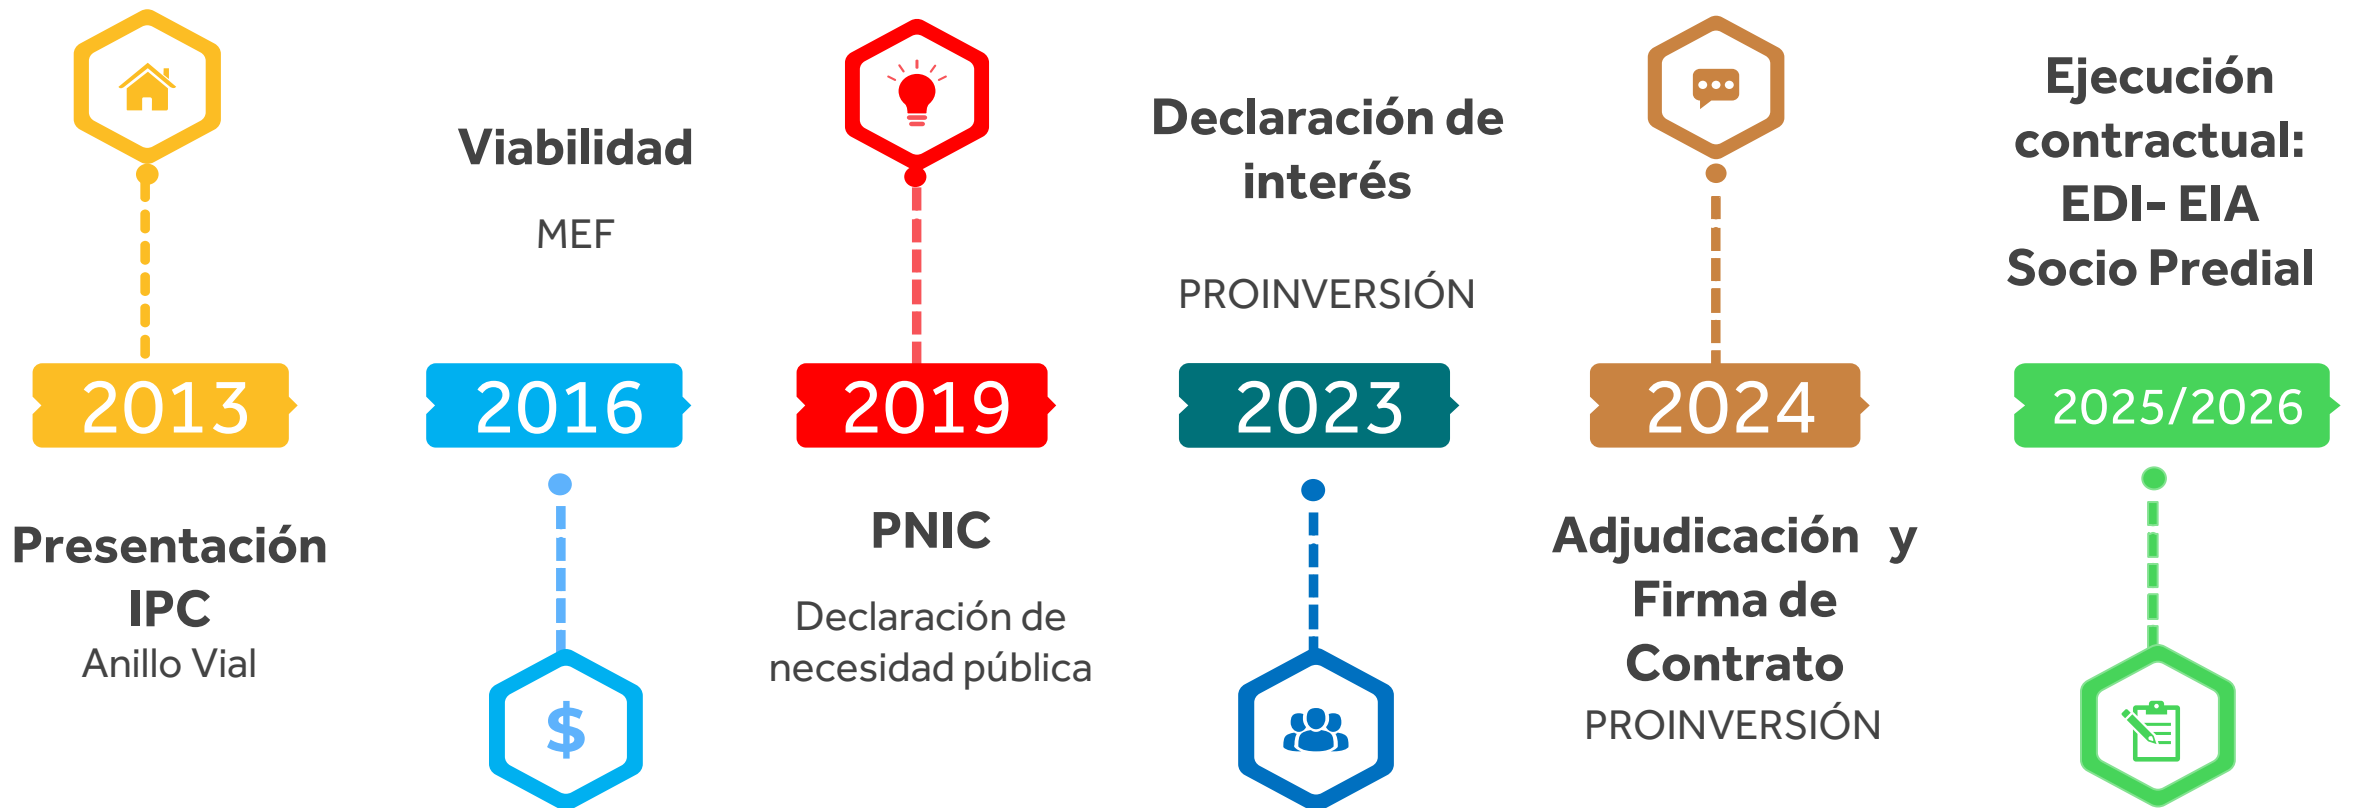 2013
Presentación
IPC
Anillo Vial
Viabilidad
MEF
2016
2019
PNIC
Declaración de
necesidad pública
Declaración de
interés
PROINVERSIÓN
2023
2024
Adjudicación y
Firma de
Contrato
PROINVERSIÓN
Ejecución
contractual:
EDI- EIA
Socio Predial
2025/2026